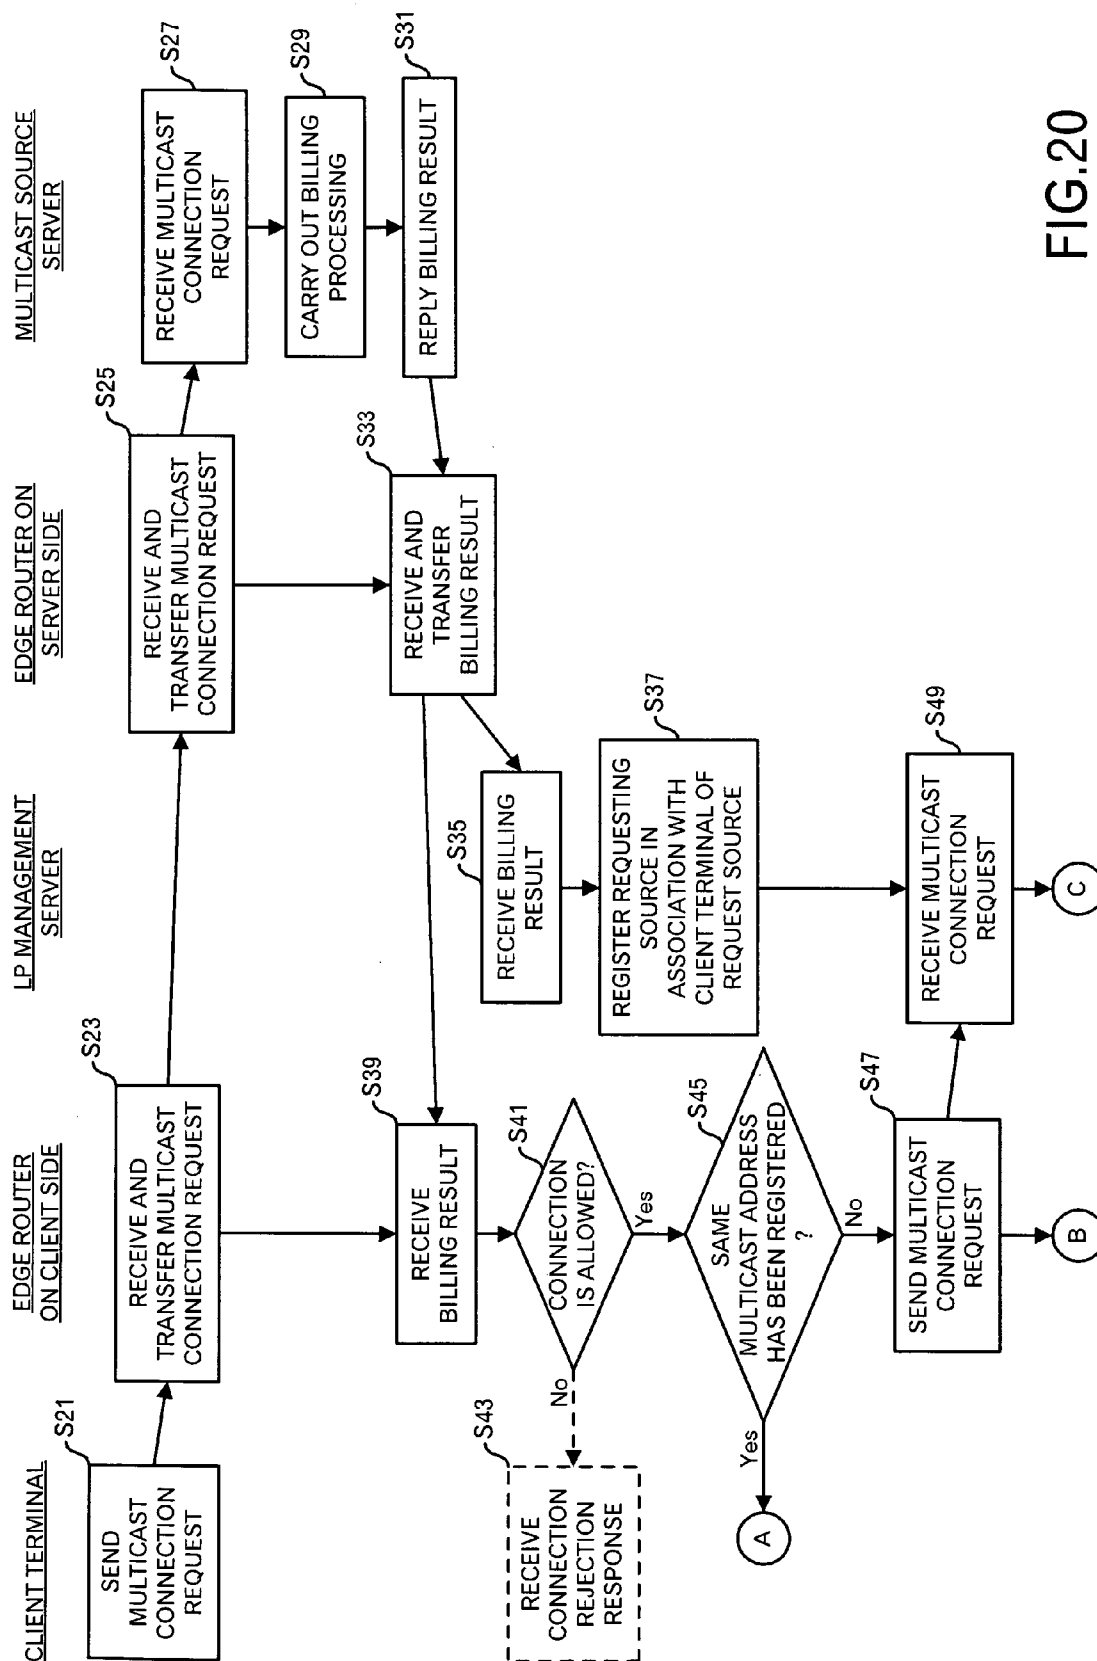 CLIENT TERMINAL
EDGE ROUTER
ON CLIENT SIDE
LP MANAGEMENT
SERVER
EDGE ROUTER ON
SERVER SIDE
MULTICAST SOURCE
SERVER
S21
SEND
MULTICAST
CONNECTION
REQUEST
S23
RECEIVE AND
TRANSFER MULTICAST
CONNECTION REQUEST
S25
RECEIVE AND
TRANSFER MULTICAST
CONNECTION REQUEST
S27
RECEIVE MULTICAST
CONNECTION
REQUEST
S29
CARRY OUT BILLING
PROCESSING
S31
REPLY BILLING RESULT
S33
RECEIVE AND
TRANSFER
BILLING RESULT
S35
RECEIVE BILLING
RESULT
S37
REGISTER REQUESTING
SOURCE IN
ASSOCIATION WITH
CLIENT TERMINAL OF
REQUEST SOURCE
S39
RECEIVE
BILLING RESULT
S41
CONNECTION
IS ALLOWED?
No
Yes
S43
RECEIVE
CONNECTION
REJECTION
RESPONSE
S45
SAME
MULTICAST ADDRESS
HAS BEEN REGISTERED
?
Yes
No
A
S47
SEND MULTICAST
CONNECTION
REQUEST
S49
RECEIVE MULTICAST
CONNECTION
REQUEST
B
C
FIG.20